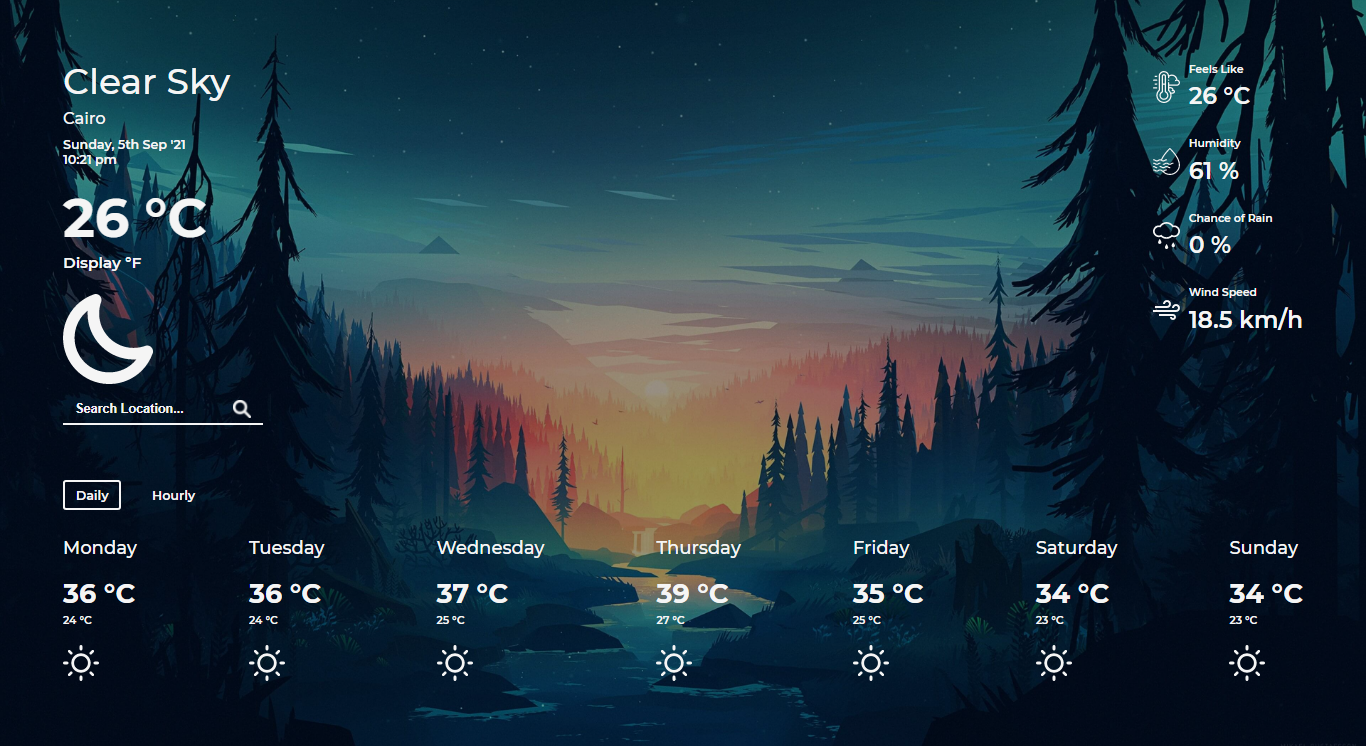 Clear Sky
Cairo
Sunday, 5th Sep '21
10:21 pm
26 °C
Display °F
Search Location...
Feels Like
26 °C
Humidity
61 %
Chance of Rain
0 %
Wind Speed
18.5 km/h
Daily Hourly
Monday Tuesday Wednesday Thursday Friday Saturday Sunday
36 °C 36 °C 37 °C 39 °C 35 °C 34 °C 34 °C
24 °C 24 °C 25 °C 27 °C 25 °C 23 °C 23 °C